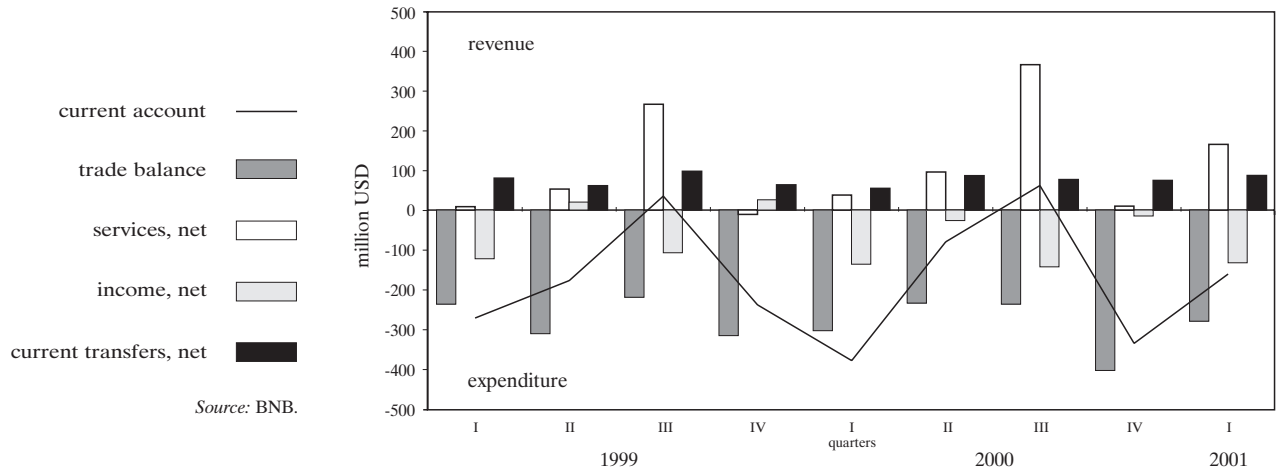 current account
trade balance
services, net
income, net
current transfers, net
Source: BNB.
million USD
500
400
300
200
100
0
-100
-200
-300
-400
-500
revenue
expenditure
I II III IV I II III IV I
quarters
1999 2000 2001